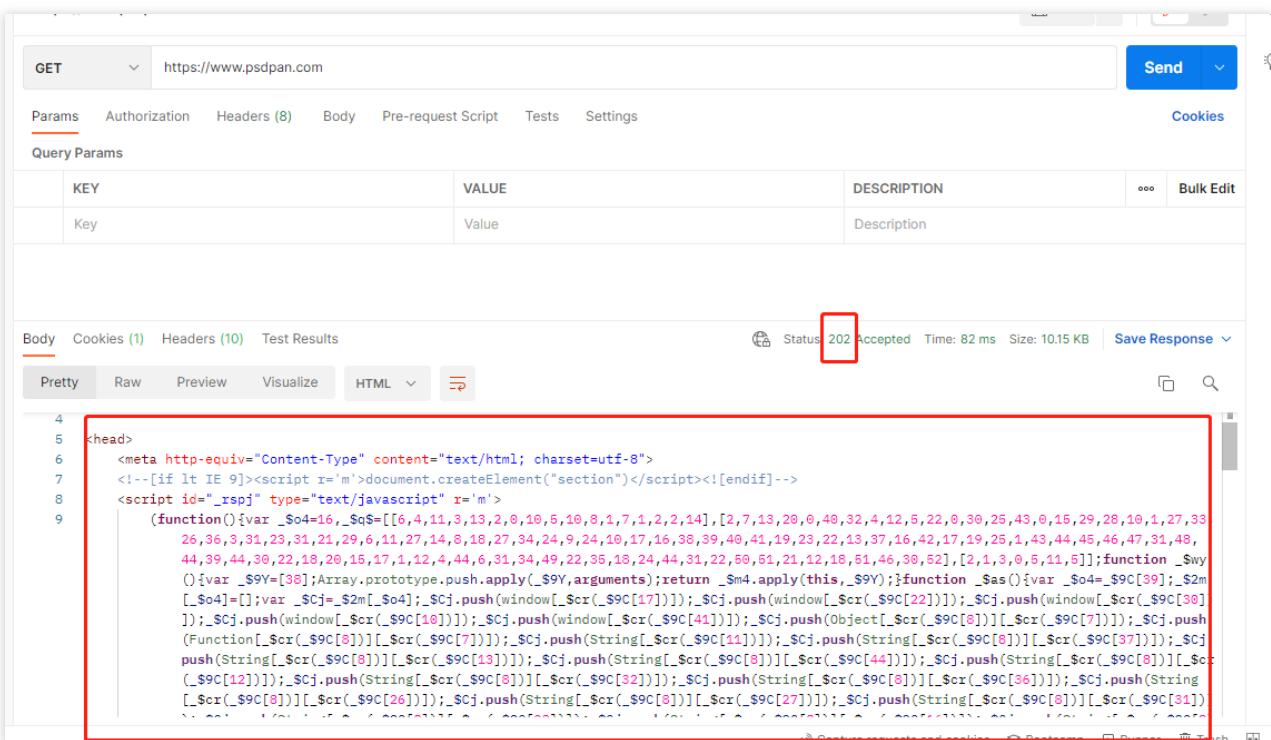 GET
https://www.psdpan.com
Send
Params Authorization Headers (8) Body Pre-request Script Tests Settings Cookies
Query Params
KEY VALUE DESCRIPTION ooo Bulk Edit
Key Value Description
Body Cookies (1) Headers (10) Test Results Status 202 Accepted Time: 82 ms Size: 10.15 KB Save Response
Pretty Raw Preview Visualize HTML
4
5 <head>
6 <meta http-equiv="Content-Type" content="text/html; charset=utf-8">
7 <!--[if lt IE 9]><script r='m'>document.createElement("section")</script><![endif]-->
8 <script id="_rspj" type="text/javascript" r='m'>
9 (function(){var _$o4=16,_$q$=[[6,4,11,3,13,2,0,10,5,10,8,1,7,1,2,2,14],[2,7,13,20,0,40,32,4,12,5,22,0,30,25,43,0,15,29,28,10,1,27,33
26,36,3,31,23,31,21,29,6,11,27,14,8,18,27,34,24,9,24,10,17,16,38,39,40,41,19,23,22,13,37,16,42,17,19,25,1,43,44,45,46,47,31,48,
44,39,44,30,22,18,20,15,17,1,12,4,44,6,31,34,49,22,35,18,24,44,31,22,50,51,21,12,18,51,46,30,52],[2,1,3,0,5,11,5]];function _$wy
(){var _$9Y=[38];Array.prototype.push.apply(_$9Y,arguments);return _$m4.apply(this,_$9Y);}function _$as(){var _$o4=_$9C[39];_$2m
[_$o4]=[];var _$Cj=_$2m[_$o4];_$Cj.push(window[_$cr(_$9C[17])]);_$Cj.push(window[_$cr(_$9C[22])]);_$Cj.push(window[_$cr(_$9C[30]
]);_$Cj.push(window[_$cr(_$9C[10])]);_$Cj.push(window[_$cr(_$9C[41])]);_$Cj.push(Object[_$cr(_$9C[8])][_$cr(_$9C[7])]);_$Cj.push
(Function[_$cr(_$9C[8])][_$cr(_$9C[7])]);_$Cj.push(String[_$cr(_$9C[11])]);_$Cj.push(String[_$cr(_$9C[8])][_$cr(_$9C[37])]);_$Cj
push(String[_$cr(_$9C[8])][_$cr(_$9C[13])]);_$Cj.push(String[_$cr(_$9C[8])][_$cr(_$9C[44])]);_$Cj.push(String[_$cr(_$9C[8])][_$cr
(_$9C[12])]);_$Cj.push(String[_$cr(_$9C[8])][_$cr(_$9C[32])]);_$Cj.push(String[_$cr(_$9C[8])][_$cr(_$9C[36])]);_$Cj.push(String
[_$cr(_$9C[8])][_$cr(_$9C[26])]);_$Cj.push(String[_$cr(_$9C[8])][_$cr(_$9C[27])]);_$Cj.push(String[_$cr(_$9C[8])][_$cr(_$9C[31])]